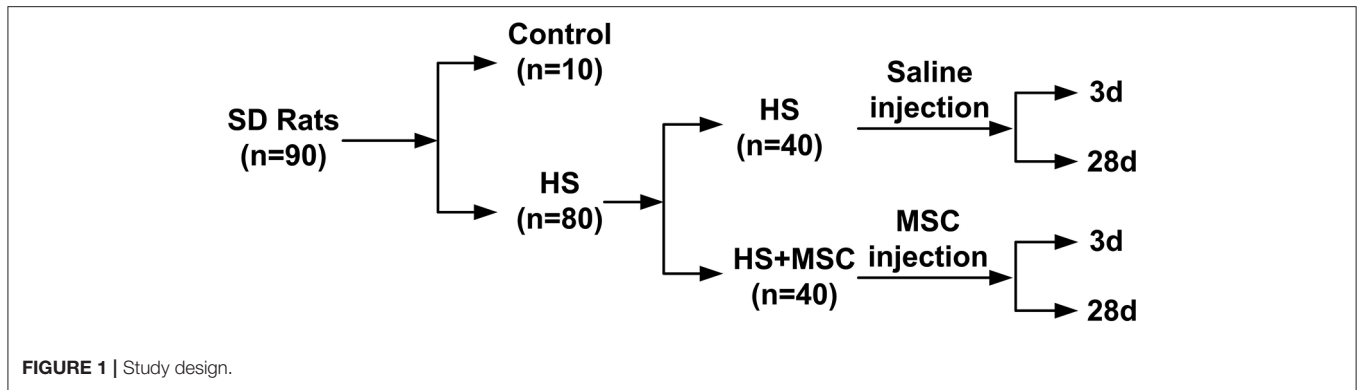 SD Rats
(n=90)
Control
(n=10)
HS
(n=80)
HS
(n=40)
Saline
injection
3d
28d
HS+MSC
(n=40)
MSC
injection
3d
28d
FIGURE 1 | Study design.